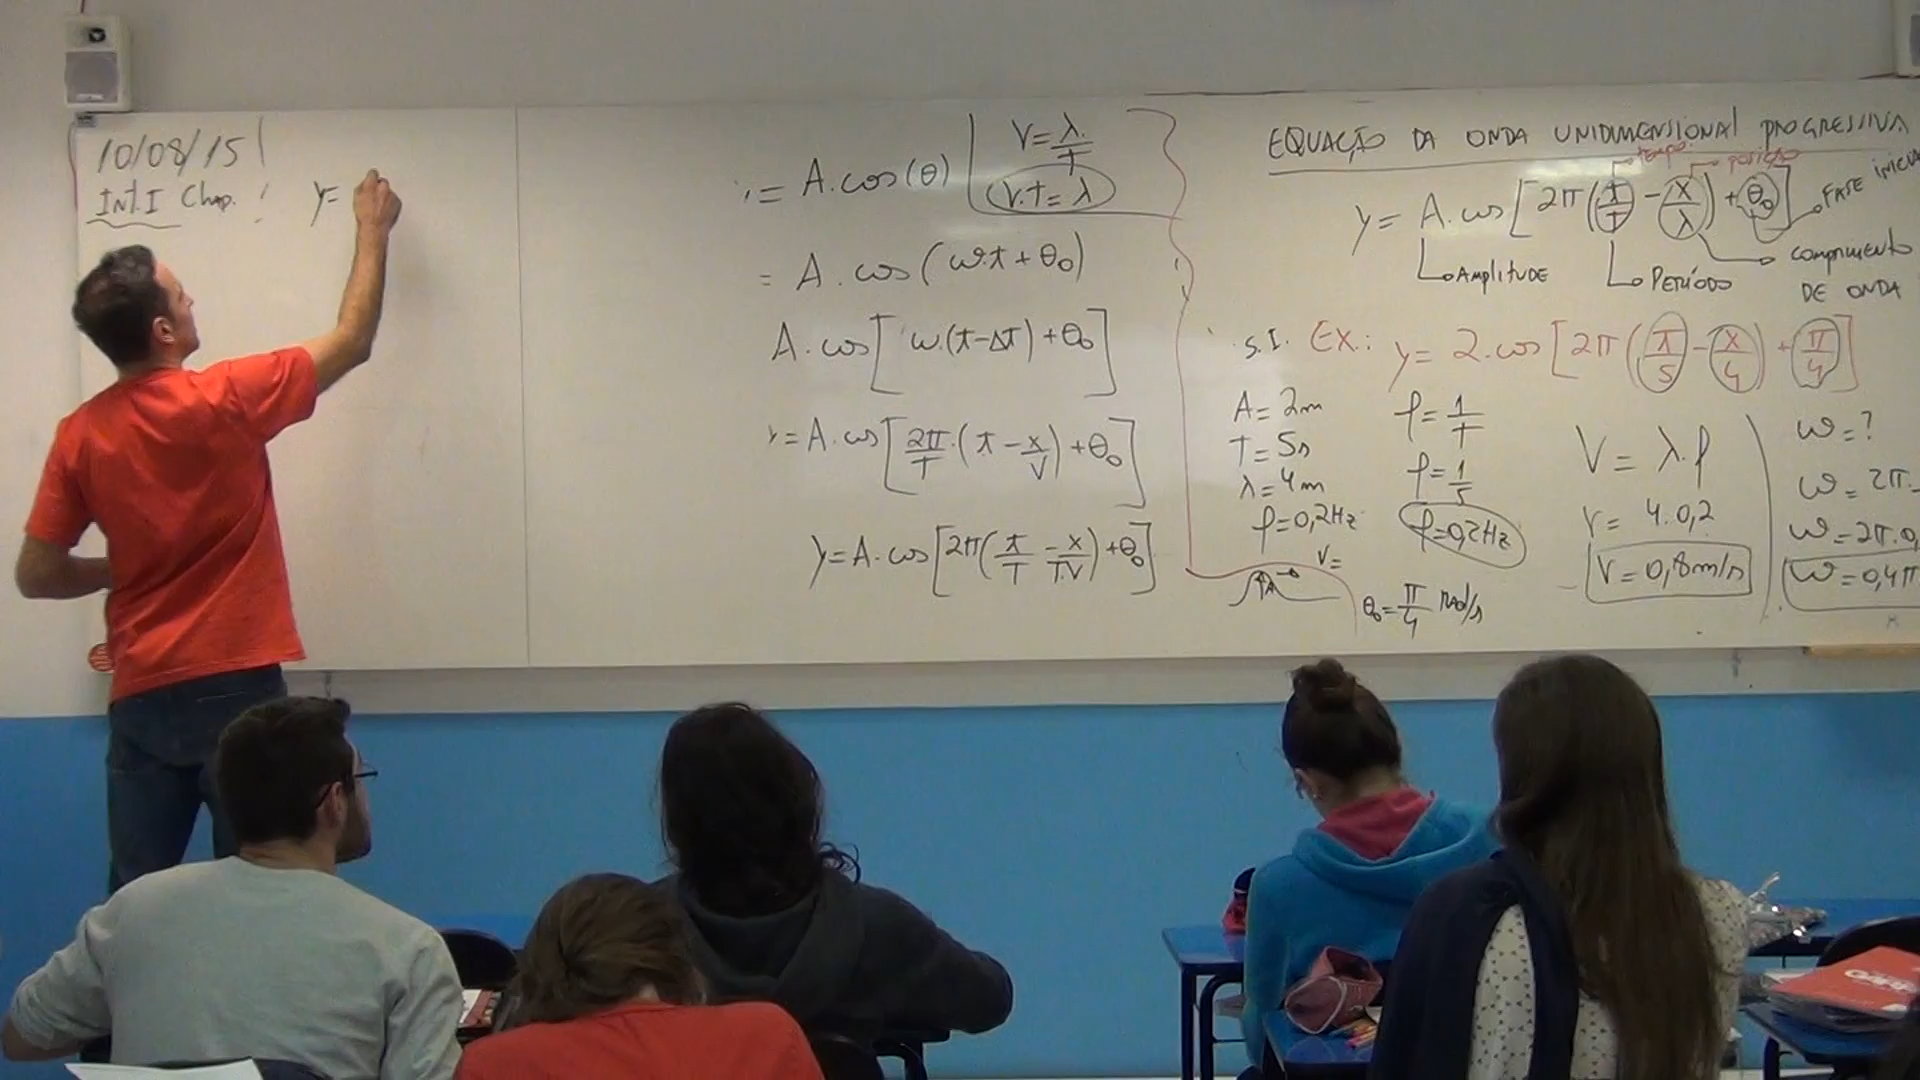 10/08/15
Int. I Chap. !
y=
= A.cos(θ)
V=λ/T
V.T=λ
= A.cos(ω.t+θ₀)
A.cos[ω.(t-Δt)+θ₀]
= A.cos[2π/T.(t-x/V)+θ₀]
y=A.cos[2π(t/T-x/T.V)+θ₀]
EQUAÇÃO DA ONDA UNIDIMENSIONAL PROGRESSIVA
tempo posição
y= A.cos[2π(t/T-x/λ)+θ₀]
FASE
Amplitude
Período
comprimento
DE ONDA
S.I. EX.: y= 2.cos[2π(t/5-x/4)+π/4]
A= 2m
T= 5s
λ=4m
f=0,2Hz
V=
f=1/T
f=1/5
f=0,2Hz
θ₀=π/4 RAD/s
V= λ.f
V= 4.0,2
V=0,8m/s
ω=?
ω= 2π.
ω=2π.0,
ω=0,4π